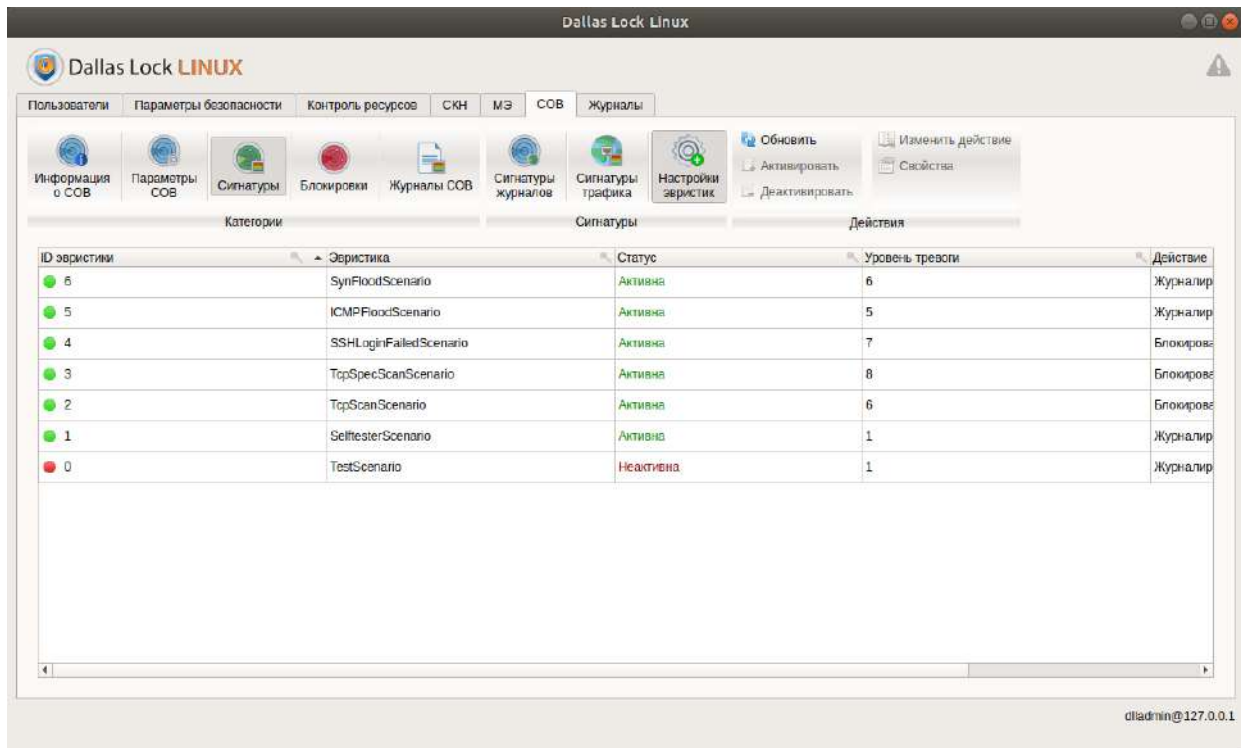 Dallas Lock Linux
Dallas Lock LINUX
Пользователи Параметры безопасности Контроль ресурсов СКН МЭ СОВ Журналы
Информация о СОВ
Параметры СОВ
Сигнатуры
Блокировки
Журналы СОВ
Категории
Сигнатуры журналов
Сигнатуры трафика
Настройки эвристик
Сигнатуры
Обновить
Активировать
Деактивировать
Изменить действие
Свойства
Действия
ID эвристики Эвристика Статус Уровень тревоги Действие
6 SynFloodScenario Активна 6 Журналир
5 ICMPFloodScenario Активна 5 Журналир
4 SSHLoginFailedScenario Активна 7 Блокирова
3 TcpSpecScanScenario Активна 8 Блокирова
2 TcpScanScenario Активна 6 Блокирова
1 SelftesterScenario Активна 1 Журналир
0 TestScenario Неактивна 1 Журналир
dlladmin@127.0.0.1